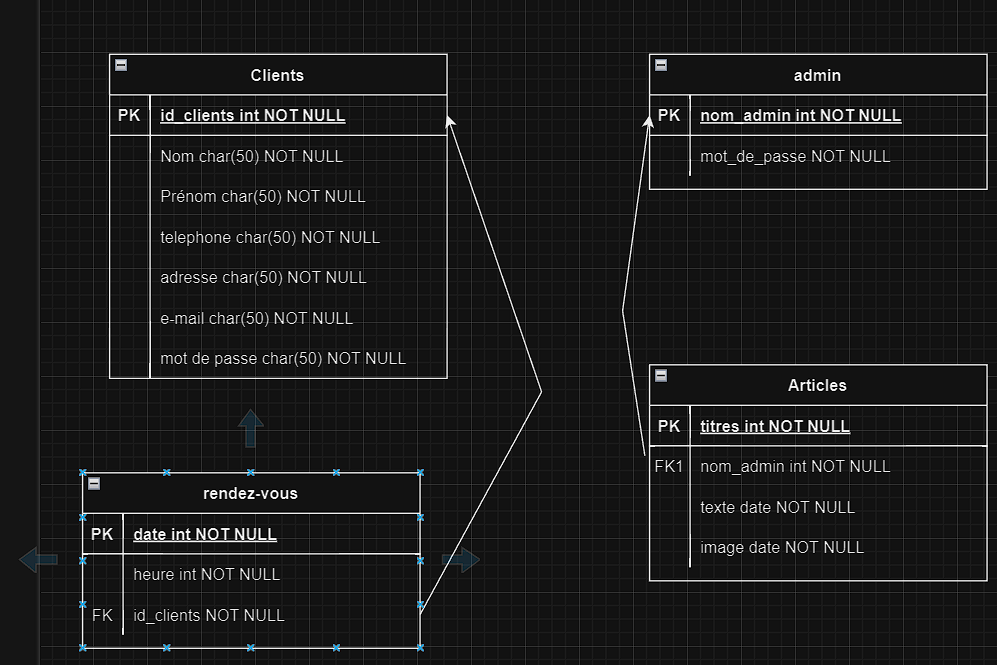 Clients
PK id_clients int NOT NULL
Nom char(50) NOT NULL
Prénom char(50) NOT NULL
telephone char(50) NOT NULL
adresse char(50) NOT NULL
e-mail char(50) NOT NULL
mot de passe char(50) NOT NULL
admin
PK nom_admin int NOT NULL
mot_de_passe NOT NULL
rendez-vous
PK date int NOT NULL
heure int NOT NULL
FK id_clients NOT NULL
Articles
PK titres int NOT NULL
FK1 nom_admin int NOT NULL
texte date NOT NULL
image date NOT NULL